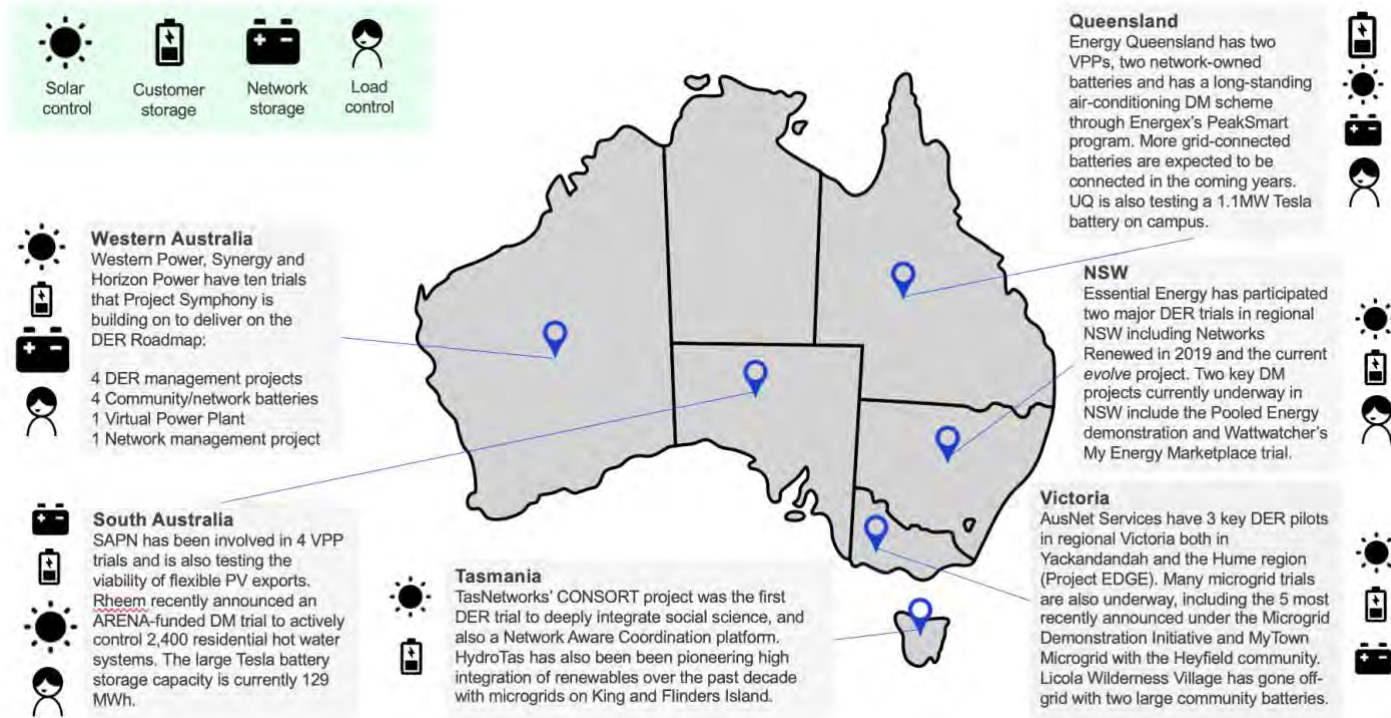 Solar
control
Customer
storage
Network
storage
Load
control
Queensland
Energy Queensland has two
VPPs, two network-owned
batteries and has a long-standing
air-conditioning DM scheme
through Energex's PeakSmart
program. More grid-connected
batteries are expected to be
connected in the coming years.
UQ is also testing a 1.1MW Tesla
battery on campus.
Western Australia
Western Power, Synergy and
Horizon Power have ten trials
that Project Symphony is
building on to deliver on the
DER Roadmap:
4 DER management projects
4 Community/network batteries
1 Virtual Power Plant
1 Network management project
NSW
Essential Energy has participated
two major DER trials in regional
NSW including Networks
Renewed in 2019 and the current
evolve project. Two key DM
projects currently underway in
NSW include the Pooled Energy
demonstration and Wattwatcher's
My Energy Marketplace trial.
South Australia
SAPN has been involved in 4 VPP
trials and is also testing the
viability of flexible PV exports.
Rheem recently announced an
ARENA-funded DM trial to actively
control 2,400 residential hot water
systems. The large Tesla battery
storage capacity is currently 129
MWh.
Tasmania
TasNetworks' CONSORT project was the first
DER trial to deeply integrate social science, and
also a Network Aware Coordination platform.
HydroTas has also been been pioneering high
integration of renewables over the past decade
with microgrids on King and Flinders Island.
Victoria
AusNet Services have 3 key DER pilots
in regional Victoria both in
Yackandandah and the Hume region
(Project EDGE). Many microgrid trials
are also underway, including the 5 most
recently announced under the Microgrid
Demonstration Initiative and MyTown
Microgrid with the Heyfield community.
Licola Wilderness Village has gone off-
grid with two large community batteries.